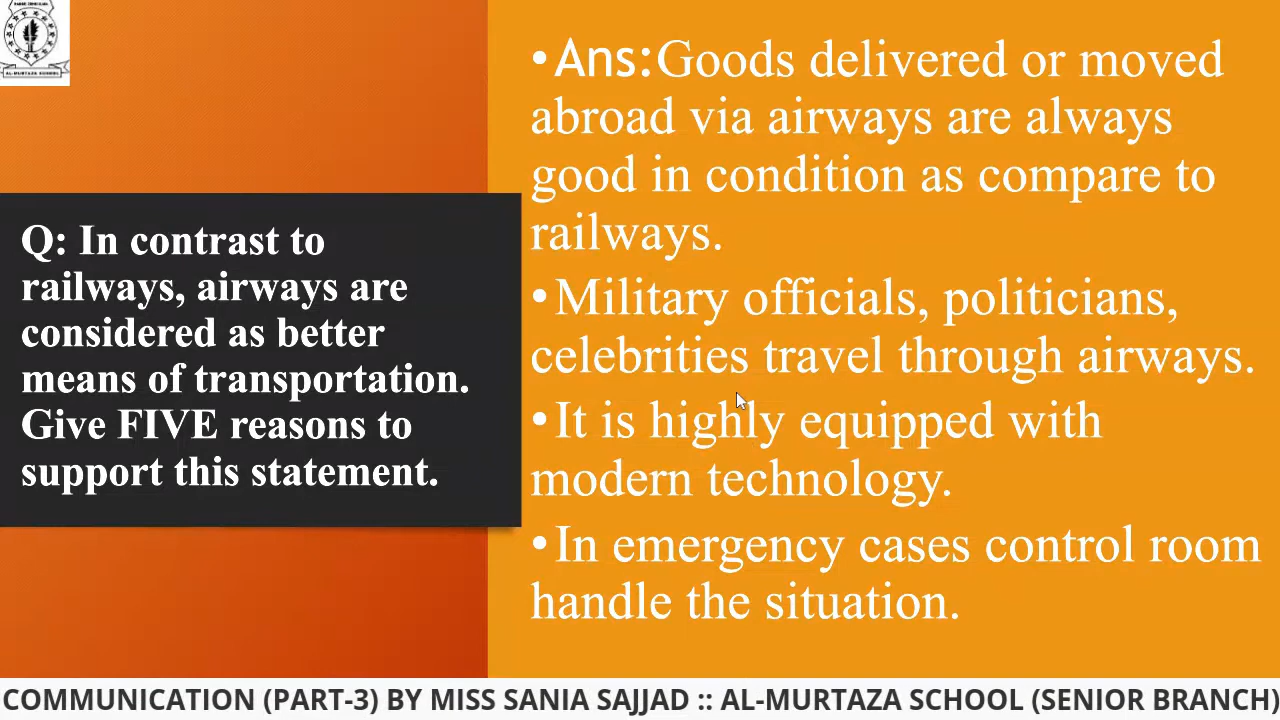 AL-MURTAZA SCHOOL
Q: In contrast to
railways, airways are
considered as better
means of transportation.
Give FIVE reasons to
support this statement.
•Ans:Goods delivered or moved
abroad via airways are always
good in condition as compare to
railways.
•Military officials, politicians,
celebrities travel through airways.
•It is highly equipped with
modern technology.
•In emergency cases control room
handle the situation.
COMMUNICATION (PART-3) BY MISS SANIA SAJJAD :: AL-MURTAZA SCHOOL (SENIOR BRANCH)